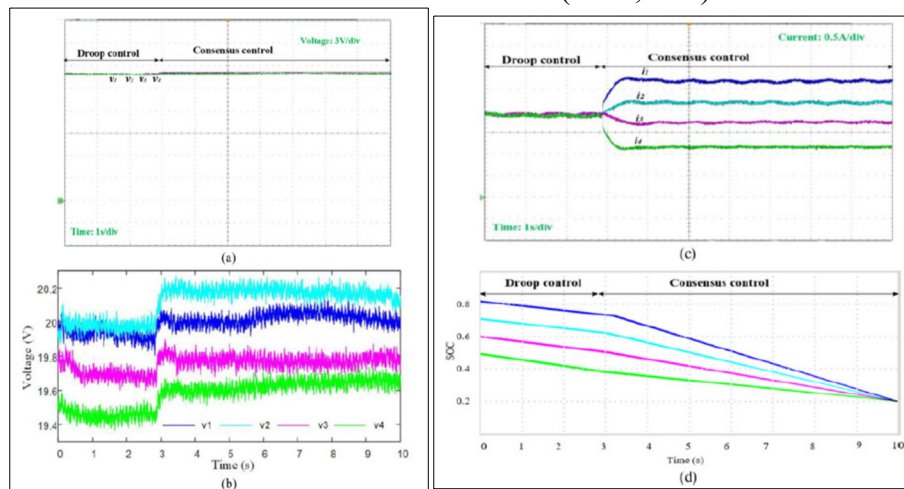 (a)
Voltage: 3V/div
Droop control
Consensus control
v₁ v₂ v₃ v₄
Time: 1s/div
(a)
20.2
20
19.8
19.6
19.4
Voltage (V)
v1 v2 v3 v4
0 1 2 3 4 5 6 7 8 9 10
Time (s)
(b)
(c)
Current: 0.5A/div
Droop control
Consensus control
i₁
i₂
i₃
i₄
Time: 1s/div
(c)
Droop control
Consensus control
0.8
0.6
0.4
0.2
SOC
0 1 2 3 4 5 6 7 8 9 10
Time (s)
(d)